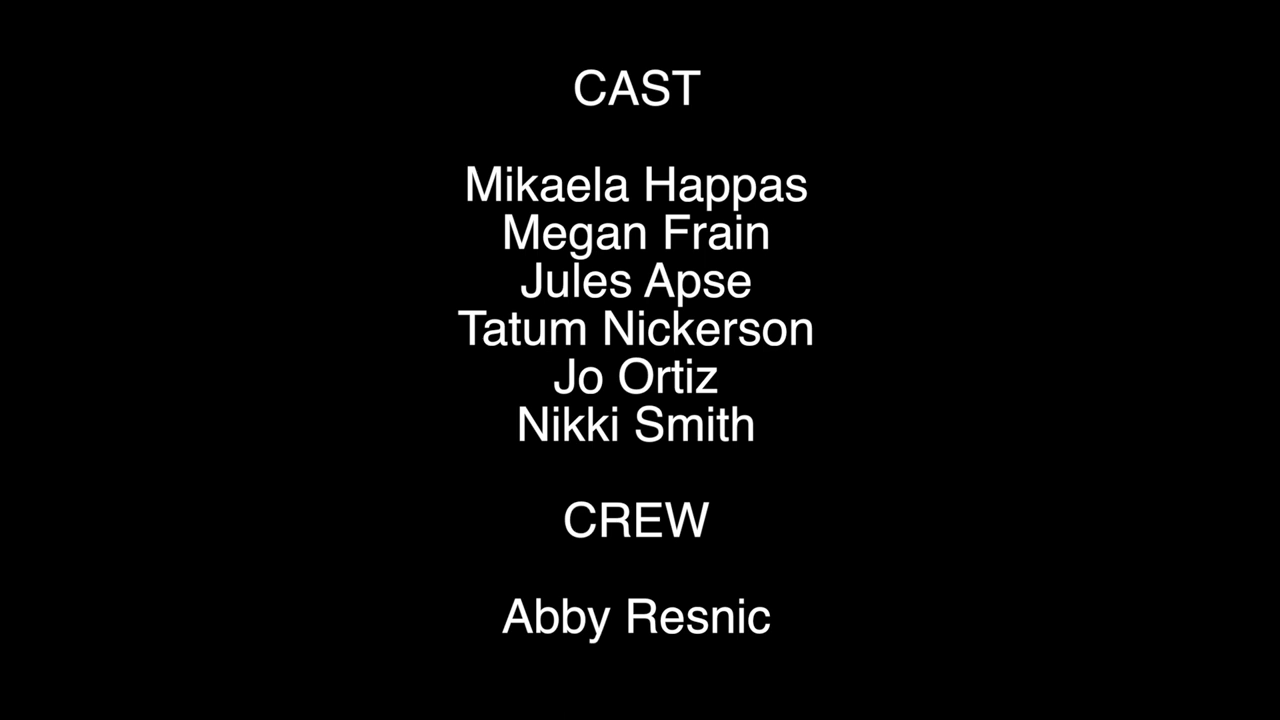 CAST
Mikaela Happas
Megan Frain
Jules Apse
Tatum Nickerson
Jo Ortiz
Nikki Smith
CREW
Abby Resnic